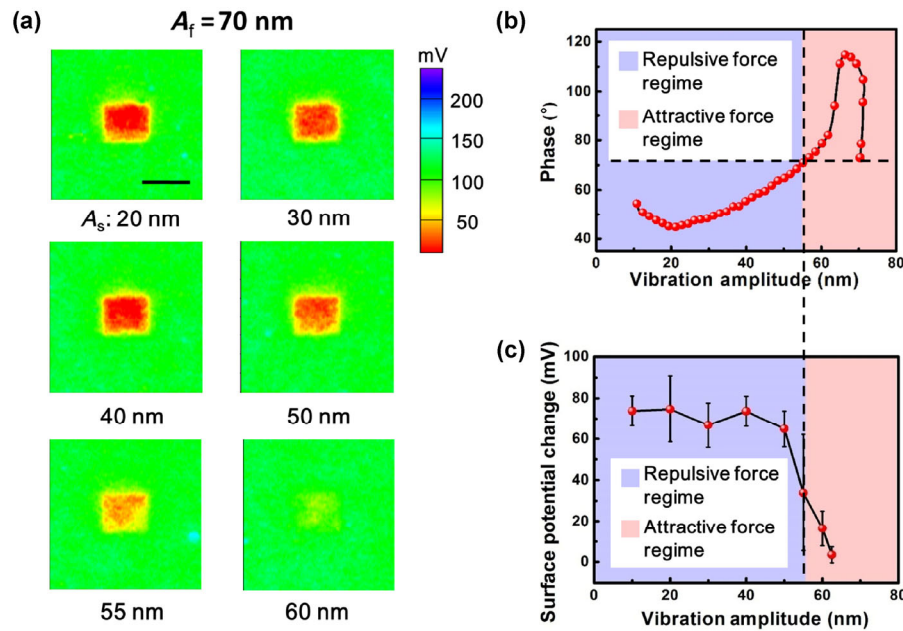 (a)
A_f = 70 nm
mV
200
150
100
50
A_s: 20 nm
30 nm
40 nm
50 nm
55 nm
60 nm
(b)
120
100
80
60
40
Phase (°)
Repulsive force
regime
Attractive force
regime
0
20
40
60
80
Vibration amplitude (nm)
(c)
100
80
60
40
20
0
Surface potential change (mV)
Repulsive force
regime
Attractive force
regime
0
20
40
60
80
Vibration amplitude (nm)